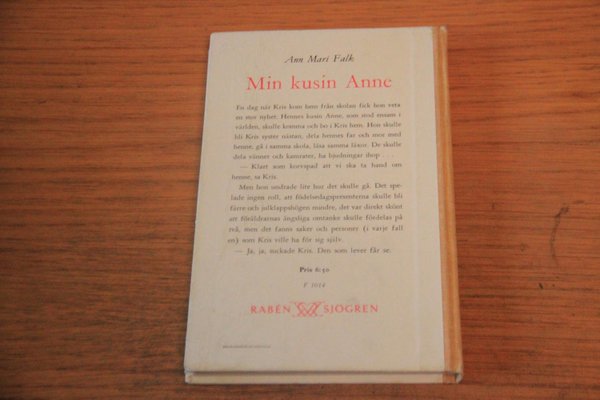 Ann Mari Falk
Min kusin Anne
En dag när Kris kom hem från skolan fick hon veta
en stor nyhet. Hennes kusin Anne, som stod ensam i
världen, skulle komma och bo i Kris hem. Hon skulle
bli Kris syster nästan, dela hennes far och mor med
henne, gå i samma skola, läsa samma läxor. De skulle
dela vänner och kamrater, ha bjudningar ihop . . .
— Klart som korvspad att vi ska ta hand om
henne, sa Kris.
Men hon undrade lite hur det skulle gå. Det spe-
lade ingen roll, att födelsedagspresenterna skulle bli
färre och julklappshögen mindre, det var direkt skönt
att föräldrarnas ängsliga omtanke skulle fördelas på
två, men det fanns saker och personer (i varje fall
en) som Kris ville ha för sig själv.
— Ja, ja, suckade Kris. Den som lever får se.
Pris 6:50
F 1014
RABÉN SJÖGREN